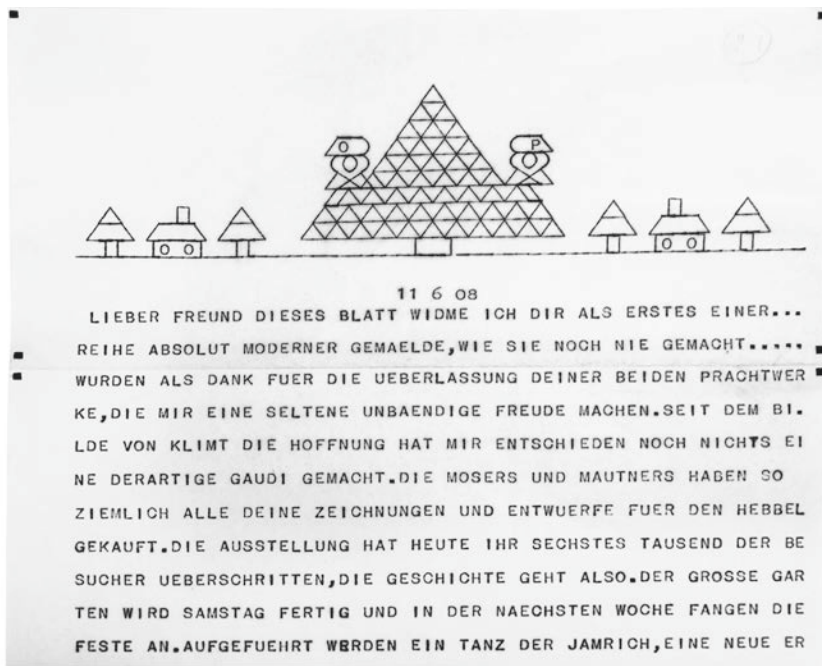 O P
O O
O O O O
11 6 08
LIEBER FREUND DIESES BLATT WIDME ICH DIR ALS ERSTES EINER...
REIHE ABSOLUT MODERNER GEMAELDE,WIE SIE NOCH NIE GEMACHT.....
WURDEN ALS DANK FUER DIE UEBERLASSUNG DEINER BEIDEN PRACHTWER
KE,DIE MIR EINE SELTENE UNBAENDIGE FREUDE MACHEN.SEIT DEM BI.
LDE VON KLIMT DIE HOFFNUNG HAT MIR ENTSCHIEDEN NOCH NICHTS EI
NE DERARTIGE GAUDI GEMACHT.DIE MOSERS UND MAUTNERS HABEN SO
ZIEMLICH ALLE DEINE ZEICHNUNGEN UND ENTWUERFE FUER DEN HEBBEL
GEKAUFT.DIE AUSSTELLUNG HAT HEUTE IHR SECHSTES TAUSEND DER BE
SUCHER UEBERSCHRITTEN,DIE GESCHICHTE GEHT ALSO.DER GROSSE GAR
TEN WIRD SAMSTAG FERTIG UND IN DER NAECHSTEN WOCHE FANGEN DIE
FESTE AN.AUFGEFUEHRT WERDEN EIN TANZ DER JAMRICH,EINE NEUE ER